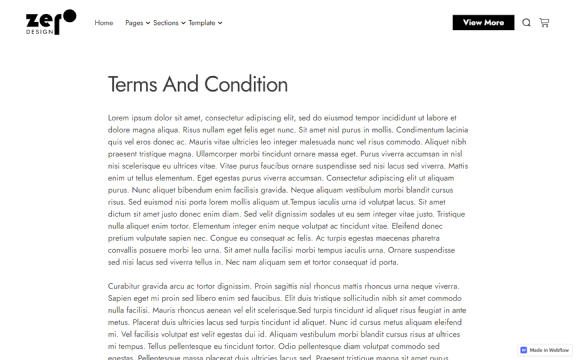 zero
DESIGN
Home
Pages
Sections
Template
View More
Terms And Condition
Lorem ipsum dolor sit amet, consectetur adipiscing elit, sed do eiusmod tempor incididunt ut labore et
dolore magna aliqua. Risus nullam eget felis eget nunc. Sit amet nisl purus in mollis. Condimentum lacinia
quis vel eros donec ac. Mauris vitae ultricies leo integer malesuada nunc vel risus commodo. Aliquet nibh
praesent tristique magna. Ullamcorper morbi tincidunt ornare massa eget. Purus viverra accumsan in nisl
nisi scelerisque eu ultrices vitae. Vitae purus faucibus ornare suspendisse sed nisi lacus sed viverra. Mattis
enim ut tellus elementum. Eget egestas purus viverra accumsan. Consectetur adipiscing elit ut aliquam
purus. Nunc aliquet bibendum enim facilisis gravida. Neque aliquam vestibulum morbi blandit cursus
risus. Sed euismod nisi porta lorem mollis aliquam ut.Tempus iaculis urna id volutpat lacus. Sit amet
dictum sit amet justo donec enim diam. Sed velit dignissim sodales ut eu sem integer vitae justo. Tristique
nulla aliquet enim tortor. Elementum integer enim neque volutpat ac tincidunt vitae. Eleifend donec
pretium vulputate sapien nec. Congue eu consequat ac felis. Ac turpis egestas maecenas pharetra
convallis posuere morbi leo urna. Sit amet nulla facilisi morbi tempus iaculis urna. Ornare suspendisse
sed nisi lacus sed viverra tellus in. Nec nam aliquam sem et tortor consequat id porta.
Curabitur gravida arcu ac tortor dignissim. Proin sagittis nisl rhoncus mattis rhoncus urna neque viverra.
Sapien eget mi proin sed libero enim sed faucibus. Elit duis tristique sollicitudin nibh sit amet commodo
nulla facilisi. Mauris rhoncus aenean vel elit scelerisque.Sed turpis tincidunt id aliquet risus feugiat in ante
metus. Placerat duis ultricies lacus sed turpis tincidunt id aliquet. Nunc id cursus metus aliquam eleifend
mi. Vel facilisis volutpat est velit egestas dui id. Aliquam vestibulum morbi blandit cursus risus at ultrices
mi tempus. Tellus pellentesque eu tincidunt tortor. Odio pellentesque diam volutpat commodo sed
egestas. Pellentesque massa placerat duis ultricies lacus sed. Tristique nulla aliquet enim tortor purus
Made in Webflow